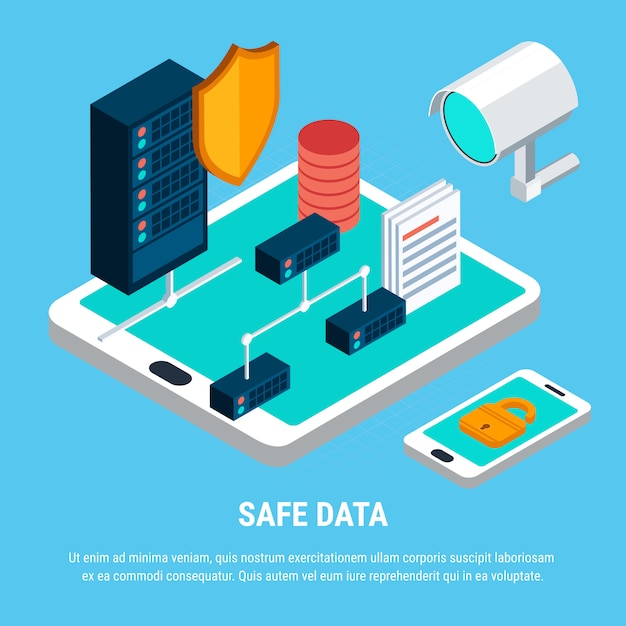 SAFE DATA
Ut enim ad minima veniam, quis nostrum exercitationem ullam corporis suscipit laboriosam
ex ea commodi consequatur. Quis autem vel eum iure reprehenderit qui in ea voluptate.